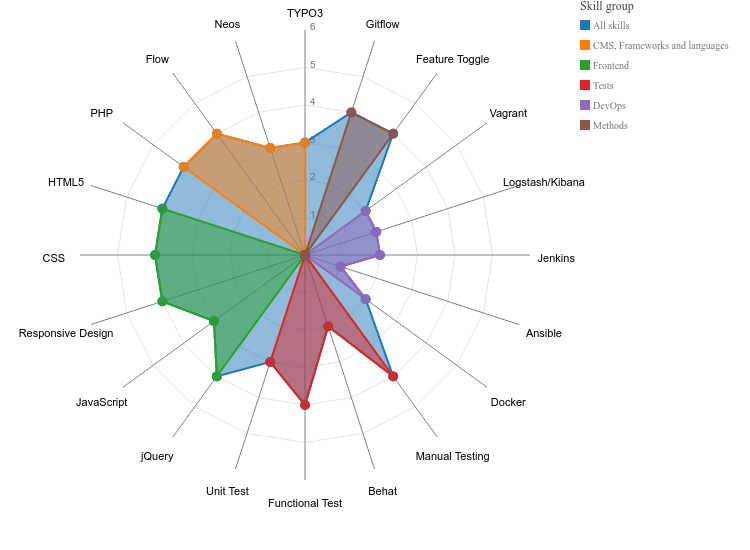 TYPO3
Neos
Gitflow
Flow
Feature Toggle
PHP
Vagrant
HTML5
Logstash/Kibana
CSS
Jenkins
Responsive Design
Ansible
JavaScript
Docker
jQuery
Manual Testing
Unit Test
Behat
Functional Test
6
5
4
3
2
1
Skill group
All skills
CMS, Frameworks and languages
Frontend
Tests
DevOps
Methods